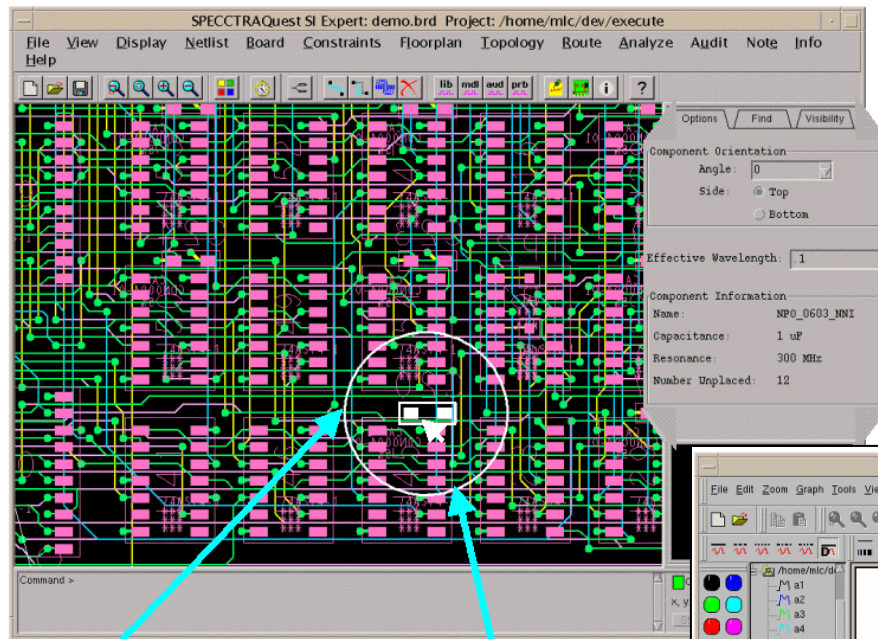 SPECCTRAQuest SI Expert: demo.brd Project: /home/mlc/dev/execute
File View Display Netlist Board Constraints Floorplan Topology Route Analyze Audit Note Info
Help
lib mdl aud prb i ?
Options Find Visibility
Component Orientation
Angle: 0
Side: Top
Bottom
Effective Wavelength: .1
Component Information
Name: NPO_0603_NNI
Capacitance: 1 uF
Resonance: 300 MHz
Number Unplaced: 12
Command >
x, y
File Edit Zoom Graph Tools
/home/mlc/d
a1
a2
a3
a4